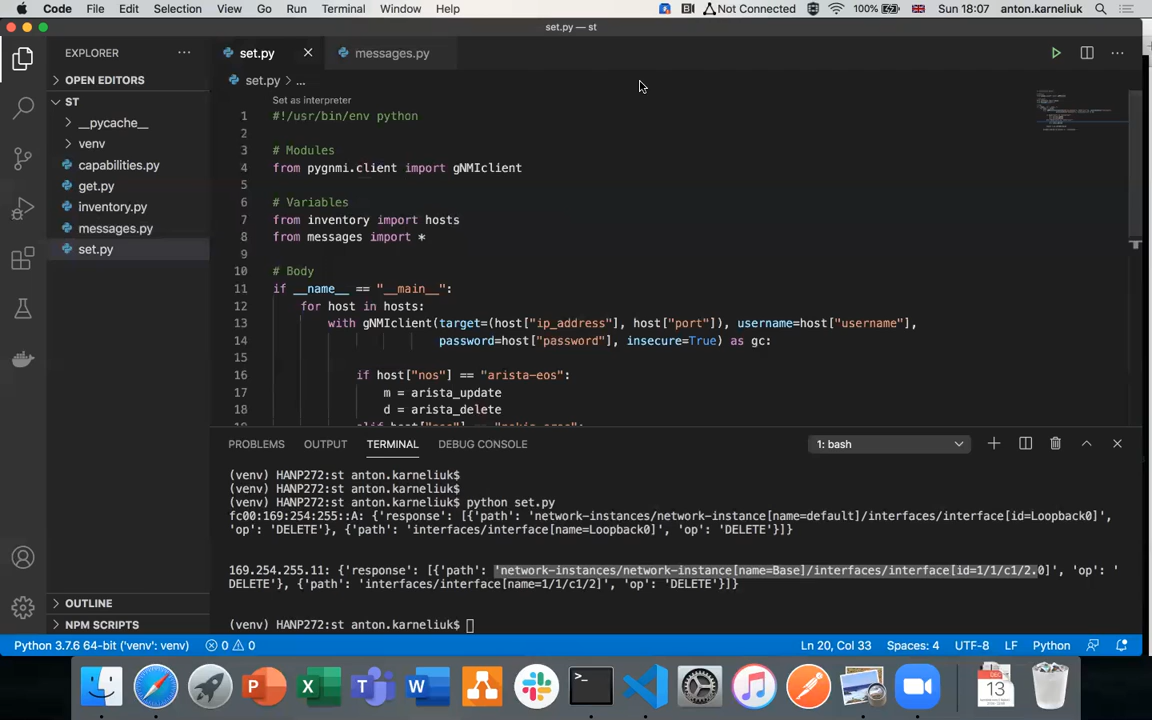 Code File Edit Selection View Go Run Terminal Window Help Not Connected 100% Sun 18:07 anton.karneliuk
set.py — st
EXPLORER ··· set.py messages.py ···
OPEN EDITORS
set.py > ...
ST
__pycache__
venv
capabilities.py
get.py
inventory.py
messages.py
set.py
Set as interpreter
1 #!/usr/bin/env python
2
3 # Modules
4 from pygnmi.client import gNMIclient
5
6 # Variables
7 from inventory import hosts
8 from messages import *
9
10 # Body
11 if __name__ == "__main__":
12 for host in hosts:
13 with gNMIclient(target=(host["ip_address"], host["port"]), username=host["username"],
14 password=host["password"], insecure=True) as gc:
15
16 if host["nos"] == "arista-eos":
17 m = arista_update
18 d = arista_delete
PROBLEMS OUTPUT TERMINAL DEBUG CONSOLE 1: bash
(venv) HANP272:st anton.karneliuk$
(venv) HANP272:st anton.karneliuk$
(venv) HANP272:st anton.karneliuk$ python set.py
fc00:169:254:255::A: {'response': [{'path': 'network-instances/network-instance[name=default]/interfaces/interface[id=Loopback0]',
'op': 'DELETE'}, {'path': 'interfaces/interface[name=Loopback0]', 'op': 'DELETE'}]}
169.254.255.11: {'response': [{'path': 'network-instances/network-instance[name=Base]/interfaces/interface[id=1/1/c1/2.0]', 'op': '
DELETE'}, {'path': 'interfaces/interface[name=1/1/c1/2]', 'op': 'DELETE'}]}
(venv) HANP272:st anton.karneliuk$
OUTLINE
NPM SCRIPTS
Python 3.7.6 64-bit ('venv': venv) 0 0 Ln 20, Col 33 Spaces: 4 UTF-8 LF Python
DEC
13